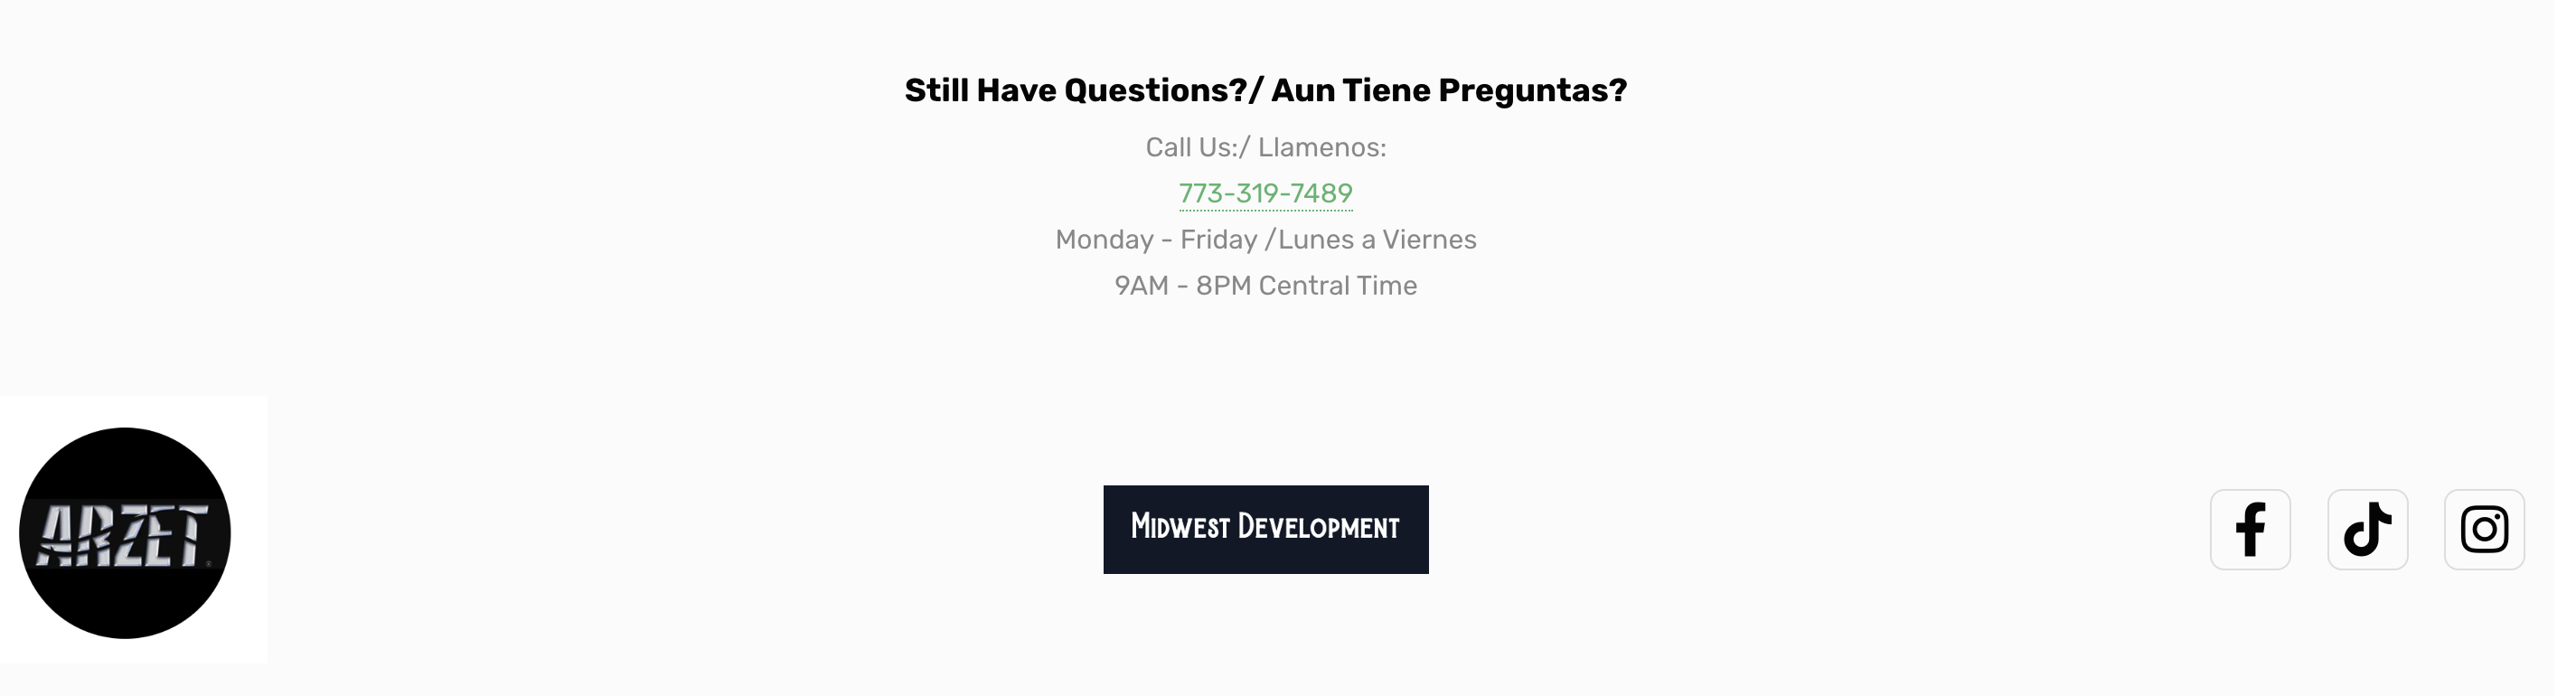 Still Have Questions?/ Aun Tiene Preguntas?
Call Us:/ Llamenos:
773-319-7489
Monday - Friday /Lunes a Viernes
9AM - 8PM Central Time
ARZET ®
Midwest Development